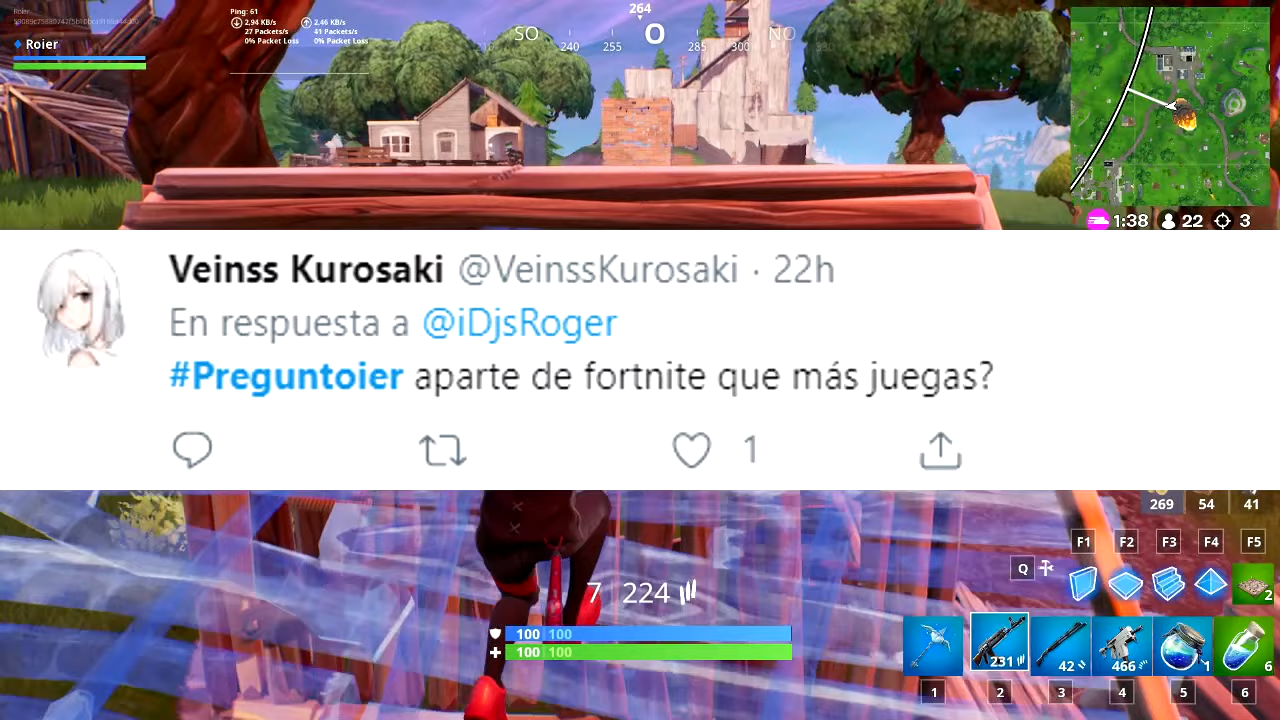 Roier
Roier
Ping: 61
2,94 KB/s 2,46 KB/s
27 Packets/s 41 Packets/s
0% Packet Loss 0% Packet Loss
264
SO 240 255 O 285 300 NO 330
1:38 22 3
Veinss Kurosaki @VeinssKurosaki · 22h
En respuesta a @iDjsRoger
#Preguntoier aparte de fortnite que más juegas?
1
269 54 41
F1 F2 F3 F4 F5
Q
2
7 224
100 100
100 100
231 42 466 1 6
1 2 3 4 5 6